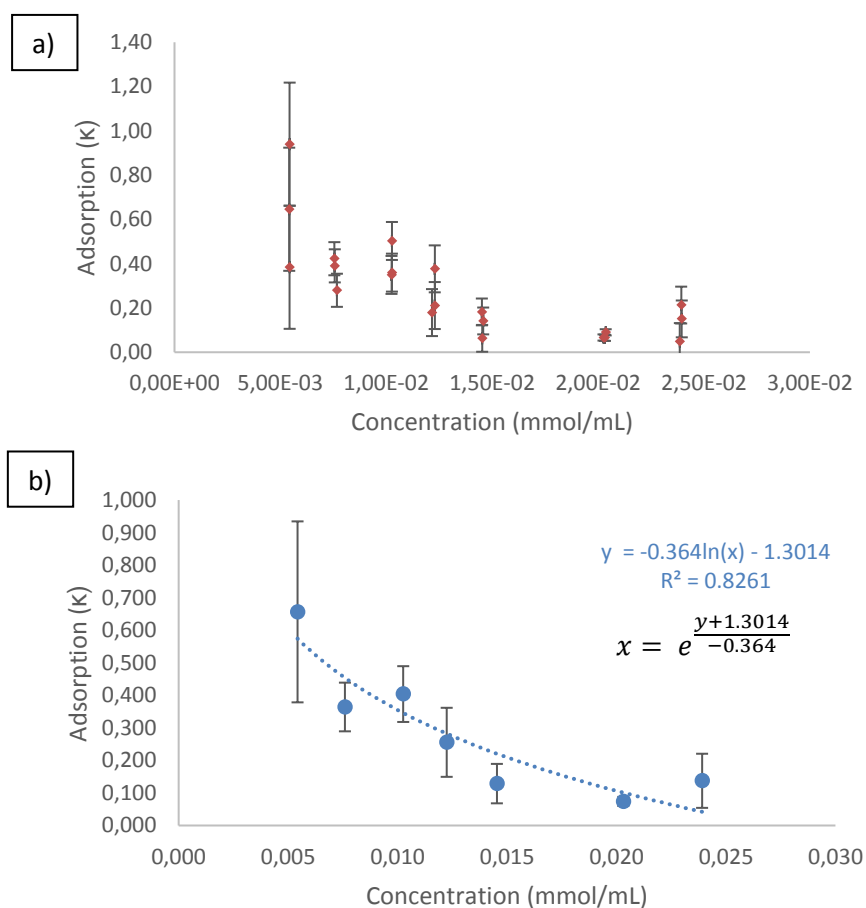 a)
1,40
1,20
1,00
0,80
0,60
0,40
0,20
0,00
Adsorption (κ)
0,00E+00 5,00E-03 1,00E-02 1,50E-02 2,00E-02 2,50E-02 3,00E-02
Concentration (mmol/mL)
b)
1,000
0,900
0,800
0,700
0,600
0,500
0,400
0,300
0,200
0,100
0,000
Adsorption (κ)
y = -0.364ln(x) - 1.3014
R² = 0.8261
x = e^((y+1.3014)/(-0.364))
0,000 0,005 0,010 0,015 0,020 0,025 0,030
Concentration (mmol/mL)